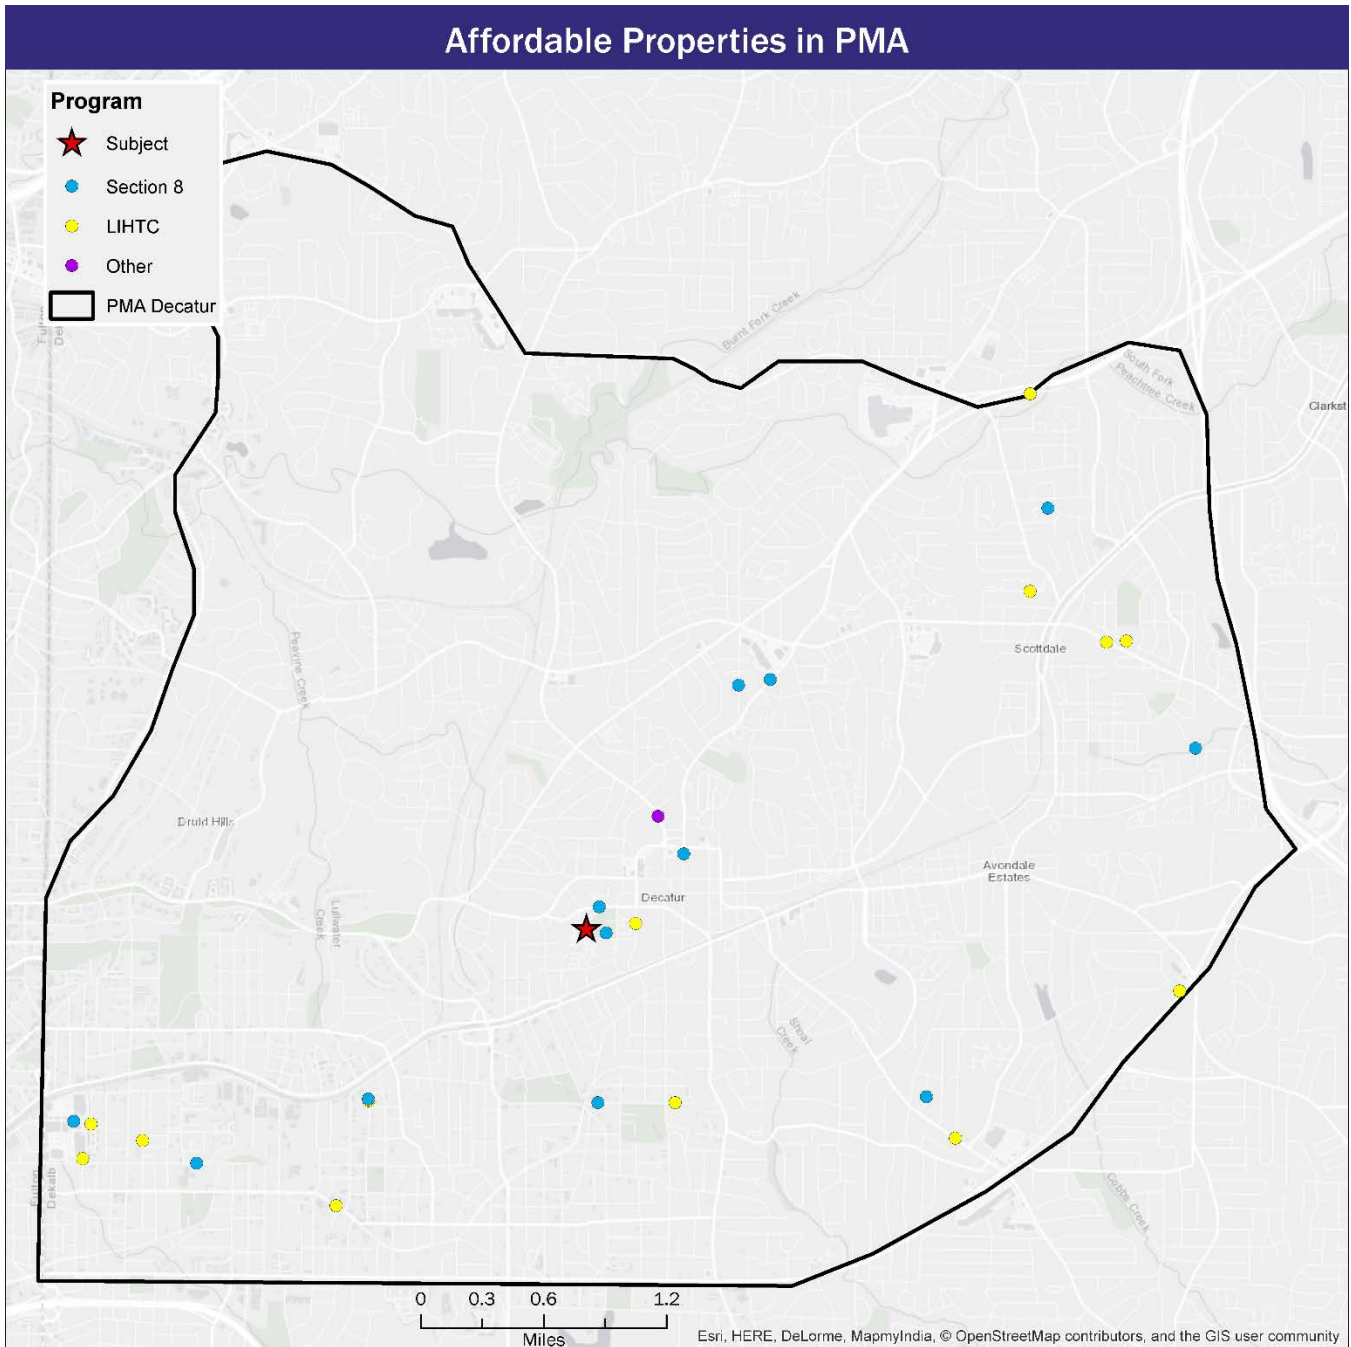 Affordable Properties in PMA
Program
Subject
Section 8
LIHTC
Other
PMA Decatur
Fulton
Burnt Fork Creek
South Fork
Peachtree Creek
Clarkst
Peavine Creek
Scottdale
Druid Hills
Avondale
Estates
Decatur
Lullwater
Creek
Shoal
Creek
Fulton
Dekalb
Cobbs Creek
0 0.3 0.6 1.2
Miles
Esri, HERE, DeLorme, MapmyIndia, © OpenStreetMap contributors, and the GIS user community